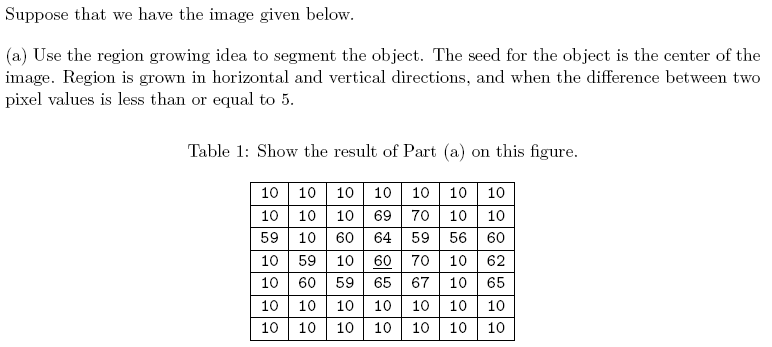 Suppose that we have the image given below.
(a) Use the region growing idea to segment the object. The seed for the object is the center of the
image. Region is grown in horizontal and vertical directions, and when the difference between two
pixel values is less than or equal to 5.
Table 1: Show the result of Part (a) on this figure.
10 10 10 10 10 10 10
10 10 10 69 70 10 10
59 10 60 64 59 56 60
10 59 10 60 70 10 62
10 60 59 65 67 10 65
10 10 10 10 10 10 10
10 10 10 10 10 10 10